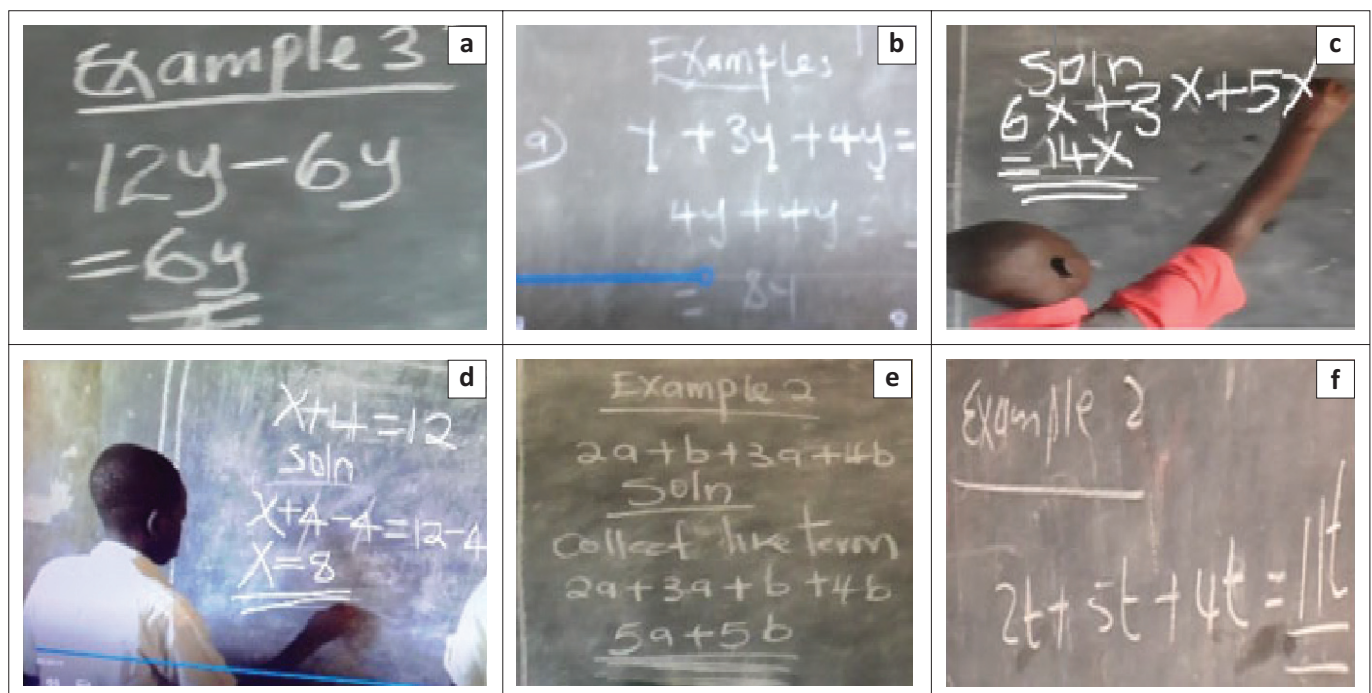 a
Example 3
12y-6y
=6y
b
Examples
a)
y + 3y + 4y =
4y + 4y =
= 8y
c
Soln
6x+3x+5x
=14x
d
x+4=12
Soln
x+4-4=12-4
x=8
e
Example 2
2a+b+3a+4b
Soln
Collect like term
2a+3a+b+4b
5a+5b
f
Example 2
2t+5t+4t=11t